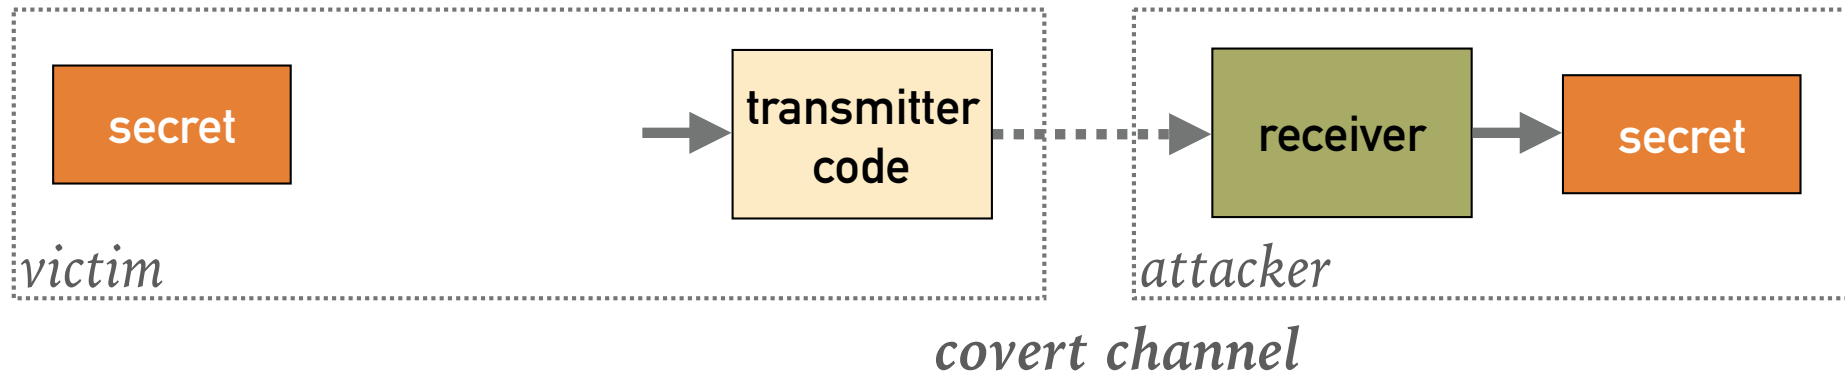 secret
transmitter
code
receiver
secret
victim
attacker
covert channel